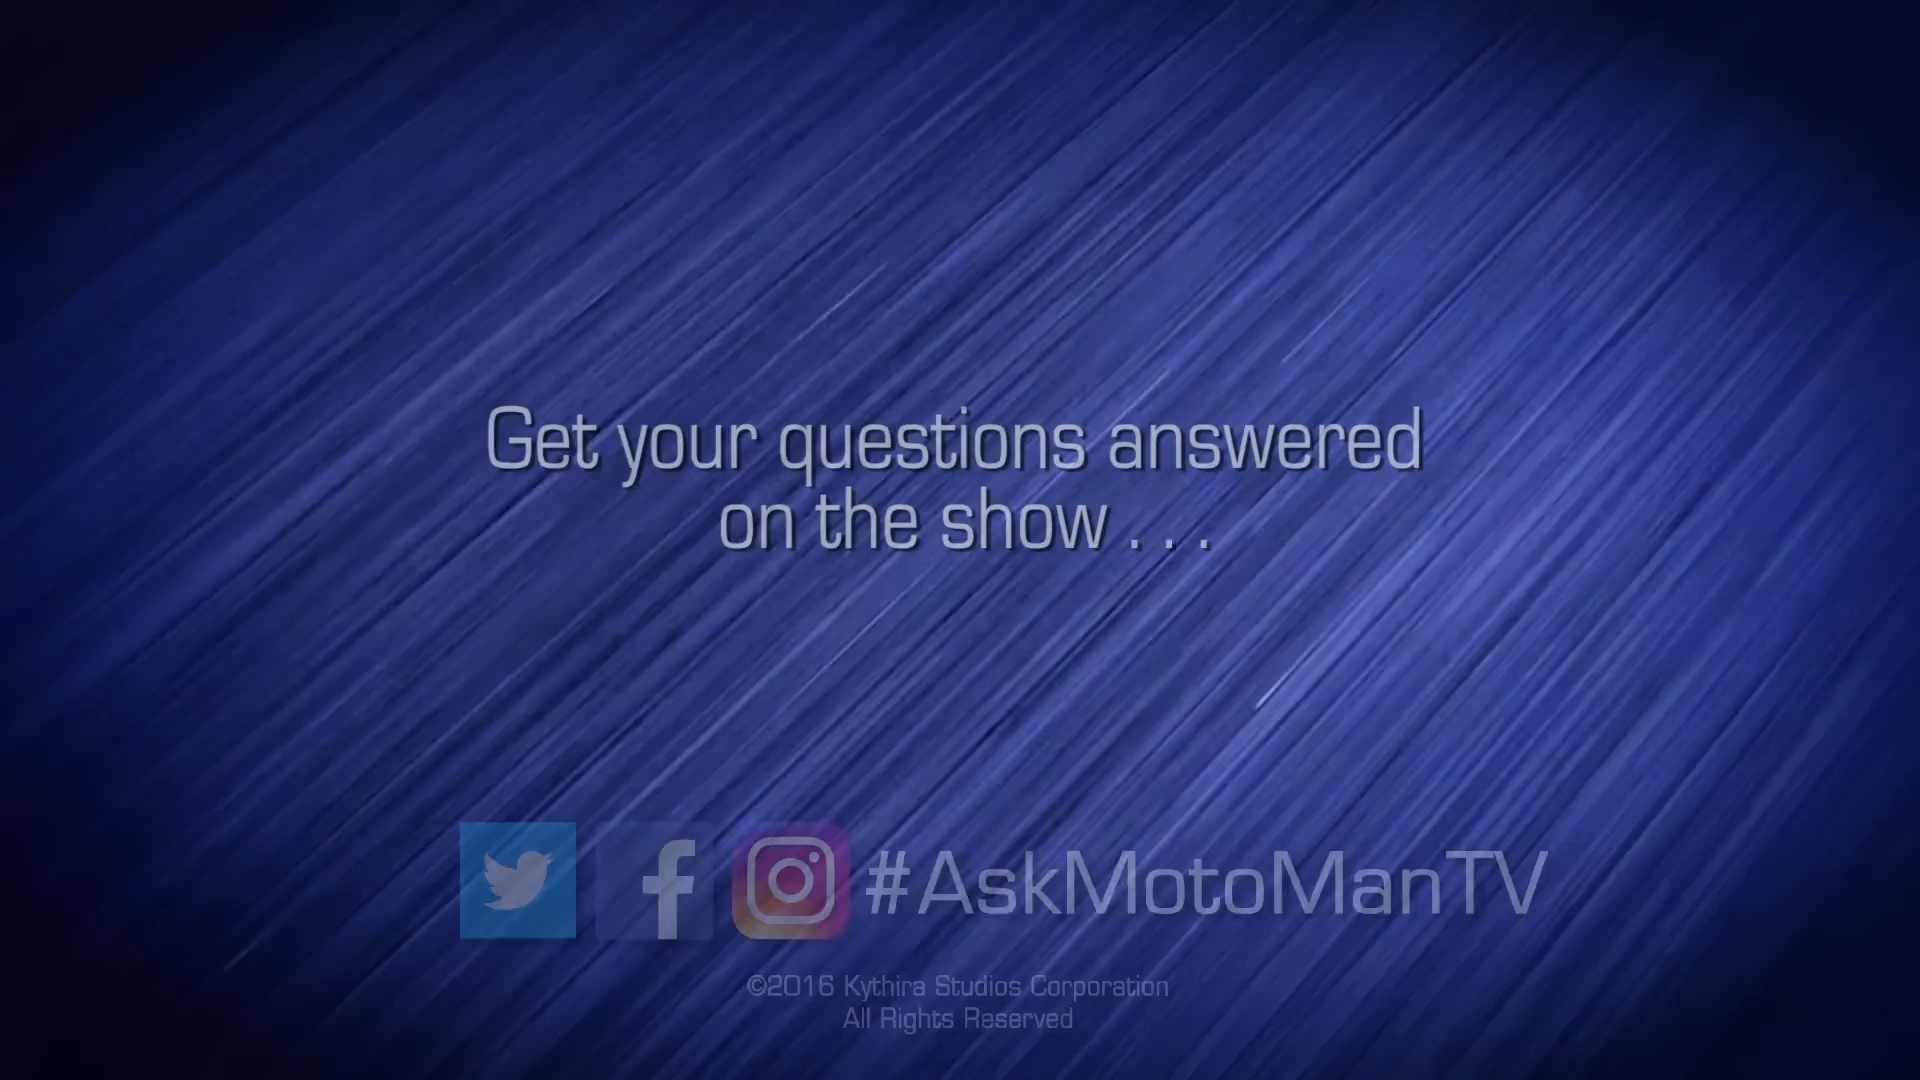 Get your questions answered
on the show . . .
#AskMotoManTV
©2016 Kythira Studios Corporation
All Rights Reserved